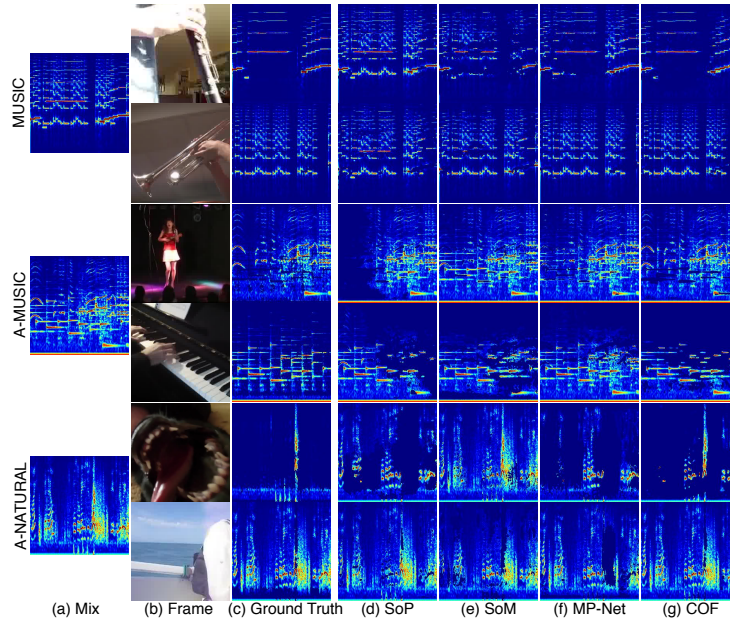 MUSIC
A-MUSIC
A-NATURAL
(a) Mix (b) Frame (c) Ground Truth (d) SoP (e) SoM (f) MP-Net (g) COF